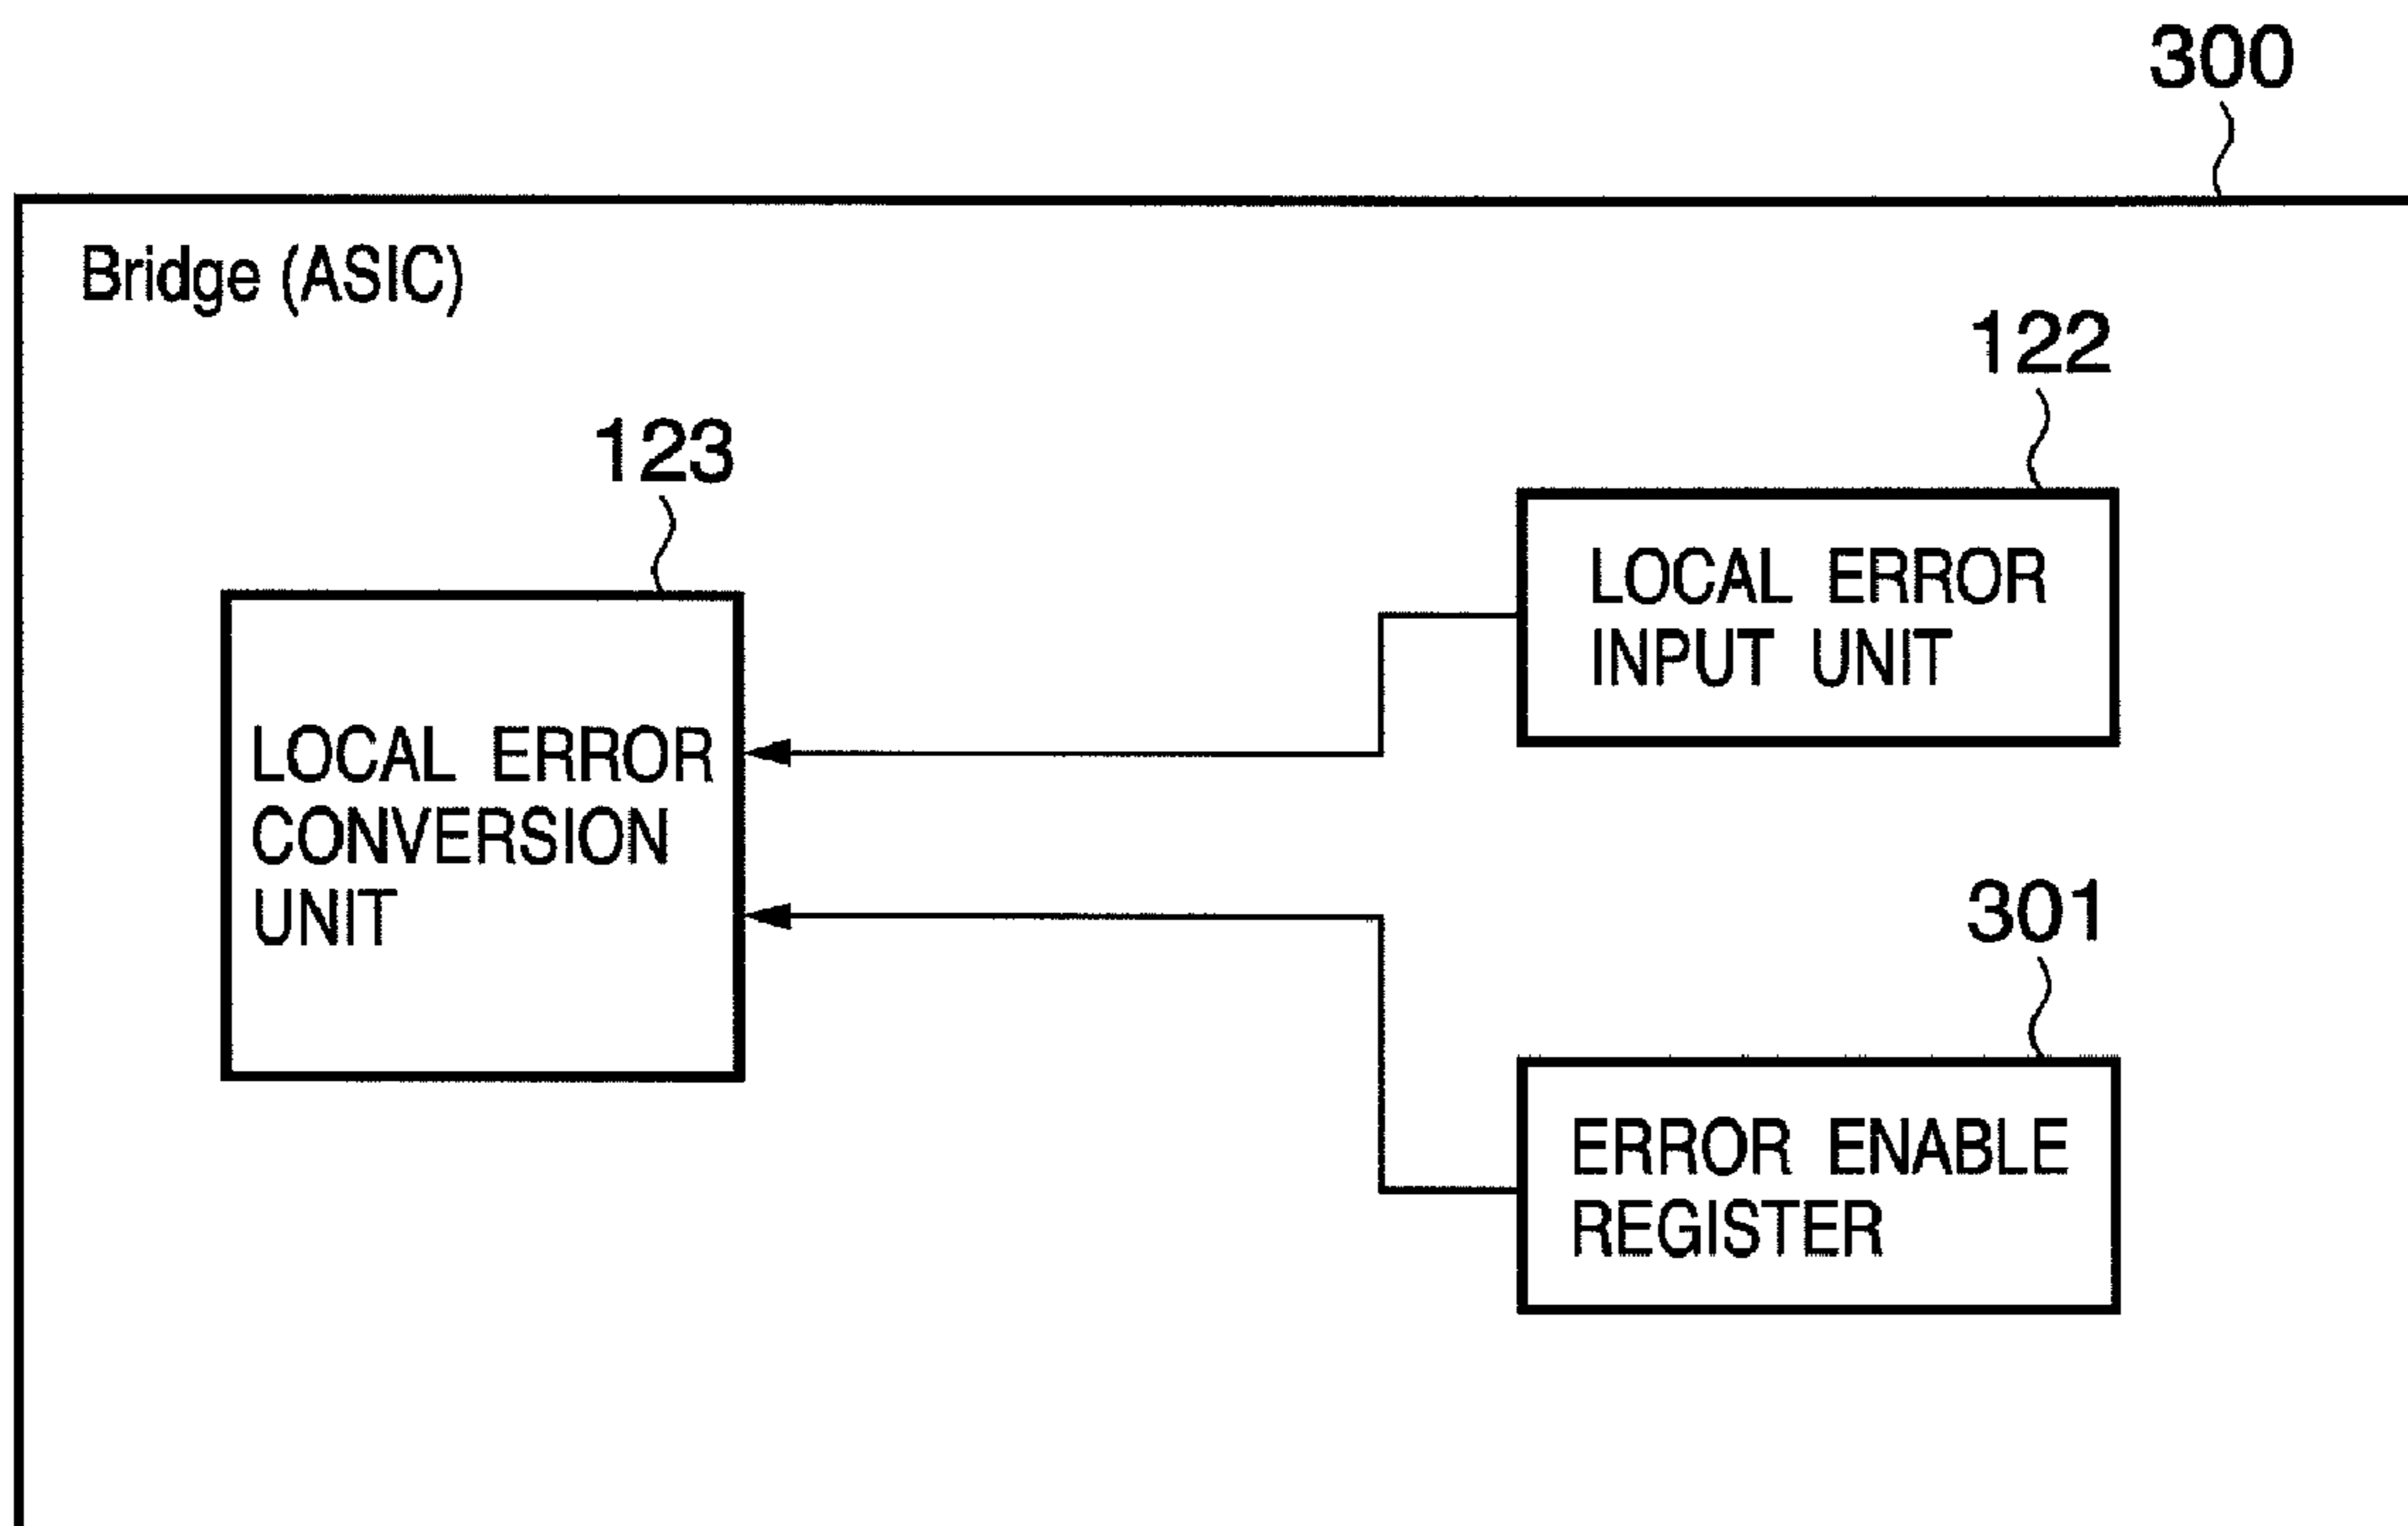 300
Bridge (ASIC)
122
123
LOCAL ERROR
INPUT UNIT
LOCAL ERROR
CONVERSION
UNIT
301
ERROR ENABLE
REGISTER